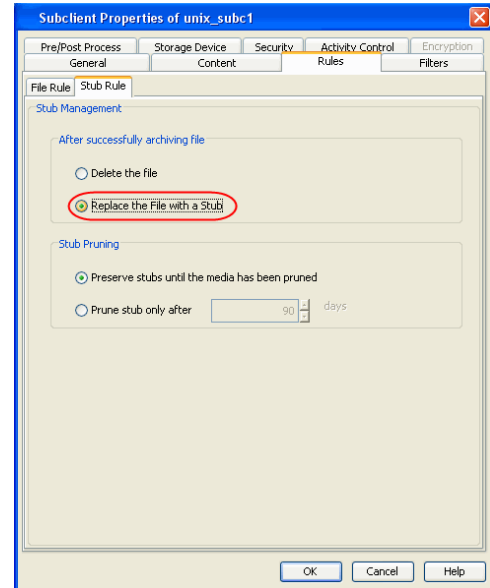 Subclient Properties of unix_subc1
Pre/Post Process Storage Device Security Activity Control Encryption
General Content Rules Filters
File Rule Stub Rule
Stub Management
After successfully archiving file
Delete the file
Replace the File with a Stub
Stub Pruning
Preserve stubs until the media has been pruned
Prune stub only after 90 days
OK Cancel Help